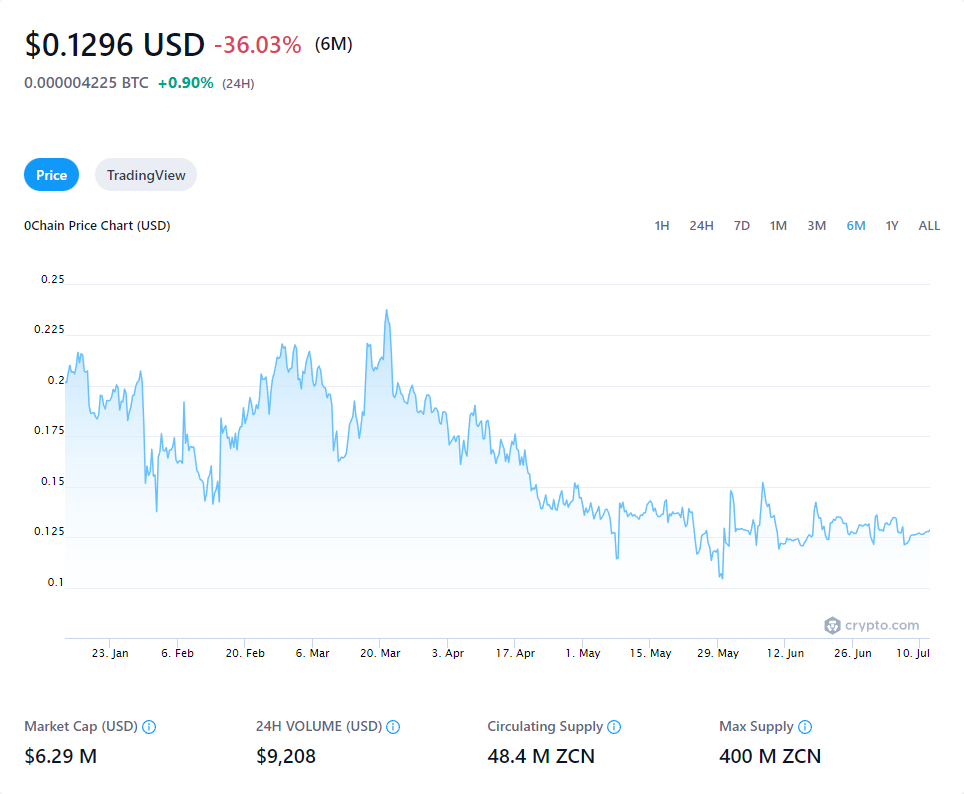 $0.1296 USD -36.03% (6M)
0.000004225 BTC +0.90% (24H)
Price TradingView
0Chain Price Chart (USD) 1H 24H 7D 1M 3M 6M 1Y ALL
0.25
0.225
0.2
0.175
0.15
0.125
0.1
crypto.com
23. Jan 6. Feb 20. Feb 6. Mar 20. Mar 3. Apr 17. Apr 1. May 15. May 29. May 12. Jun 26. Jun 10. Jul
Market Cap (USD) 24H VOLUME (USD) Circulating Supply Max Supply
$6.29 M $9,208 48.4 M ZCN 400 M ZCN